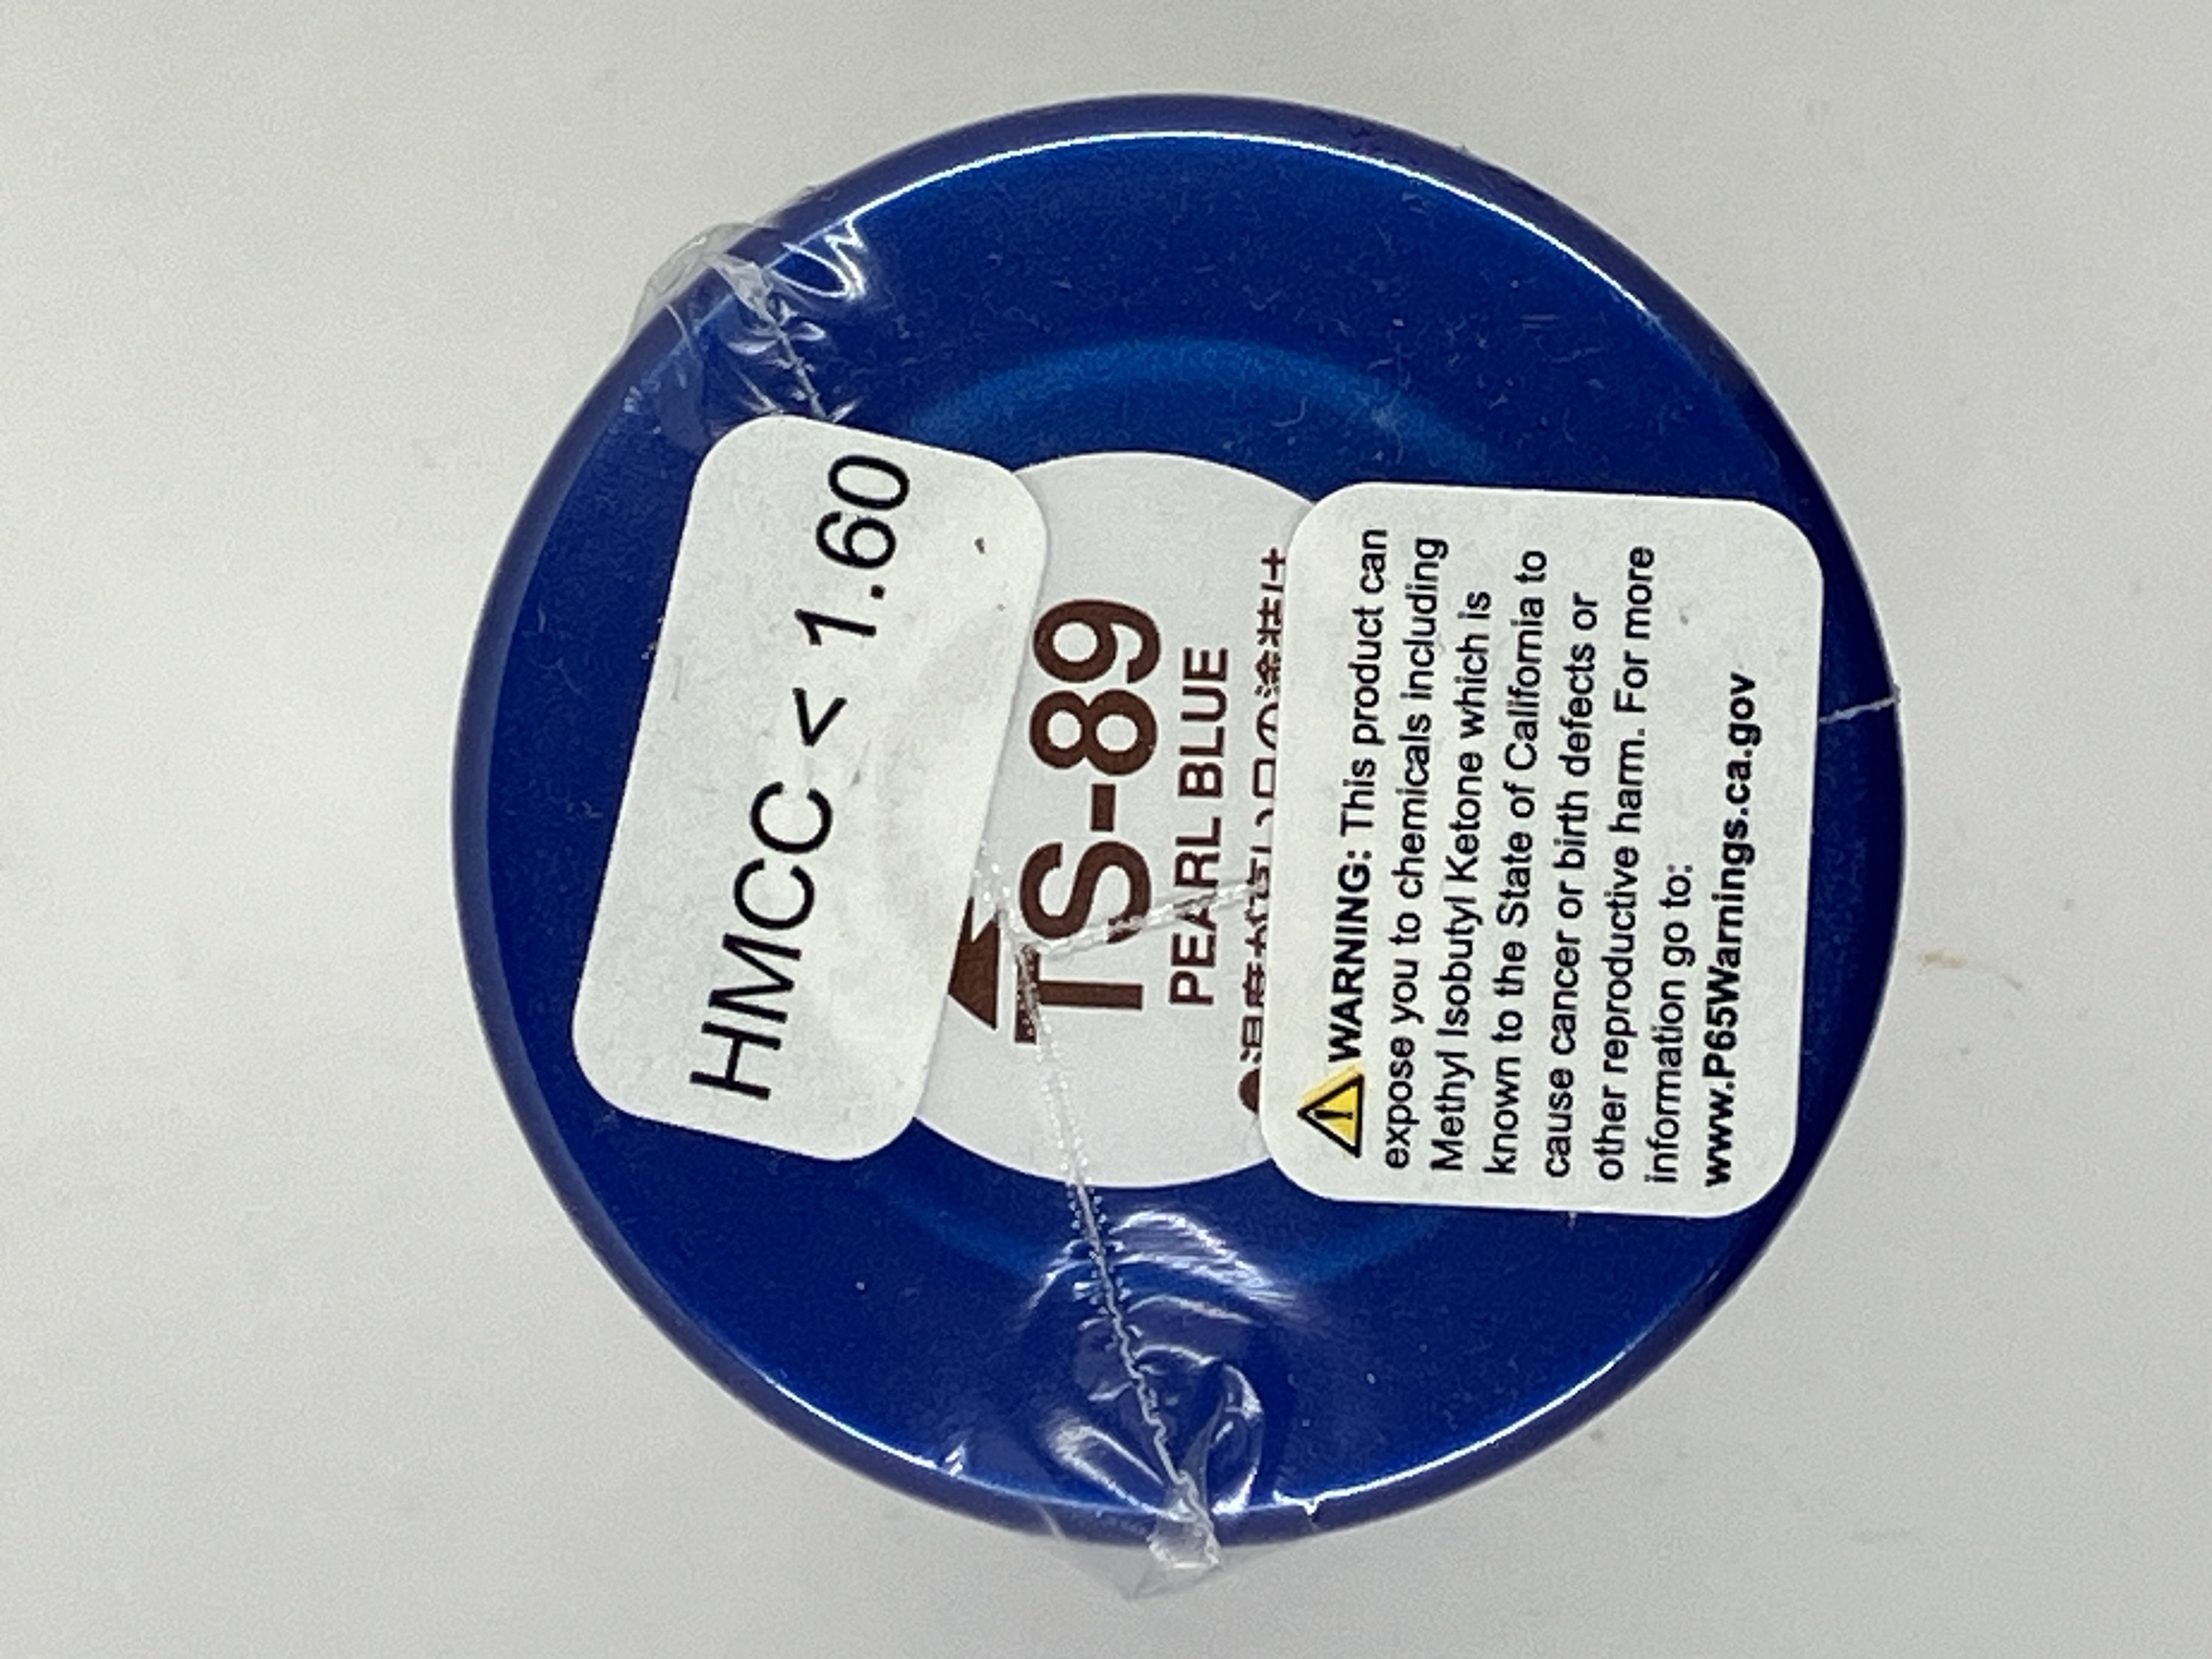 HMCC < 1.60
TS-89
PEARL BLUE
WARNING: This product can
expose you to chemicals including
Methyl Isobutyl Ketone which is
known to the State of California to
cause cancer or birth defects or
other reproductive harm. For more
information go to:
www.P65Warnings.ca.gov